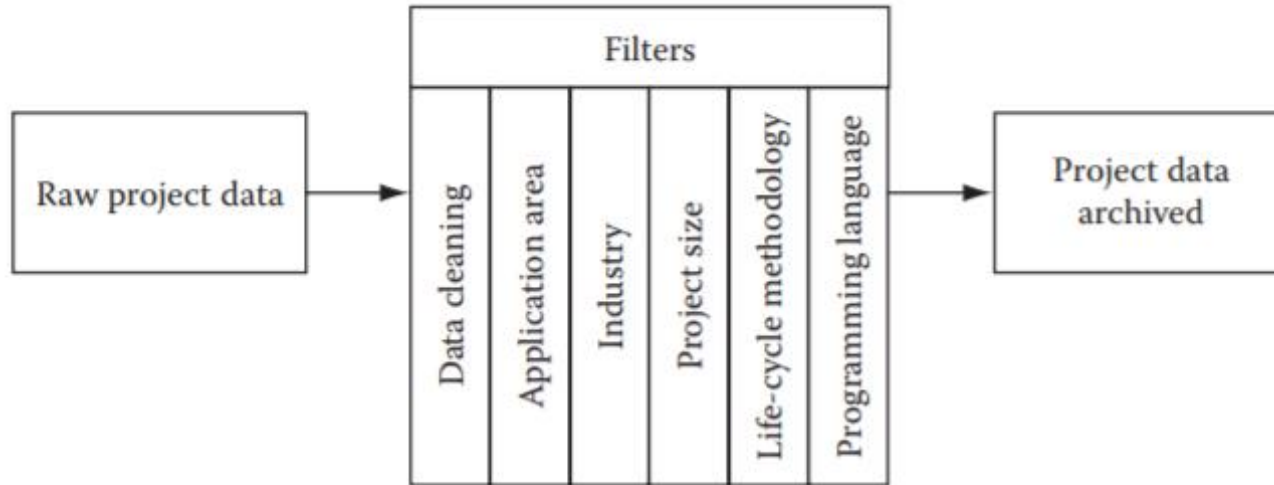 Filters
Raw project data
Data cleaning
Application area
Industry
Project size
Life-cycle methodology
Programming language
Project data
archived